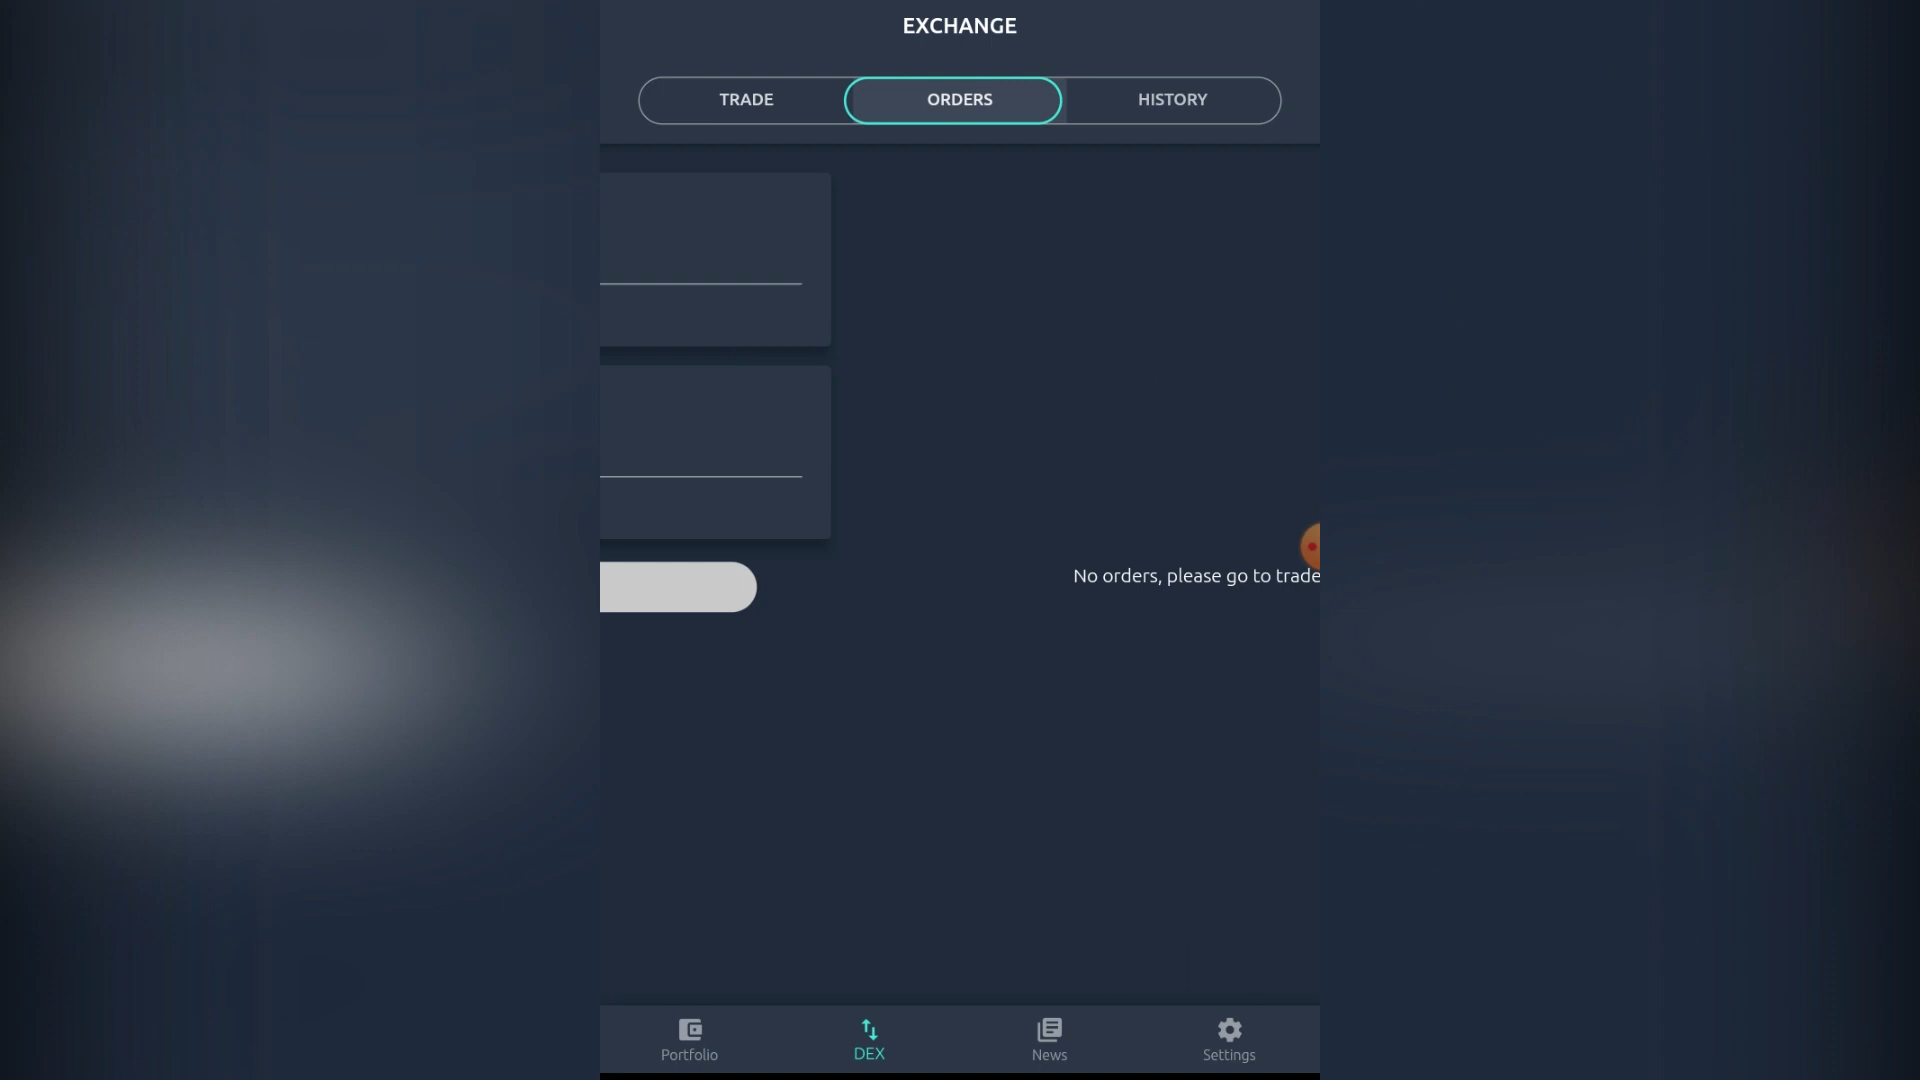 EXCHANGE
TRADE
ORDERS
HISTORY
No orders, please go to trade
Portfolio
DEX
News
Settings